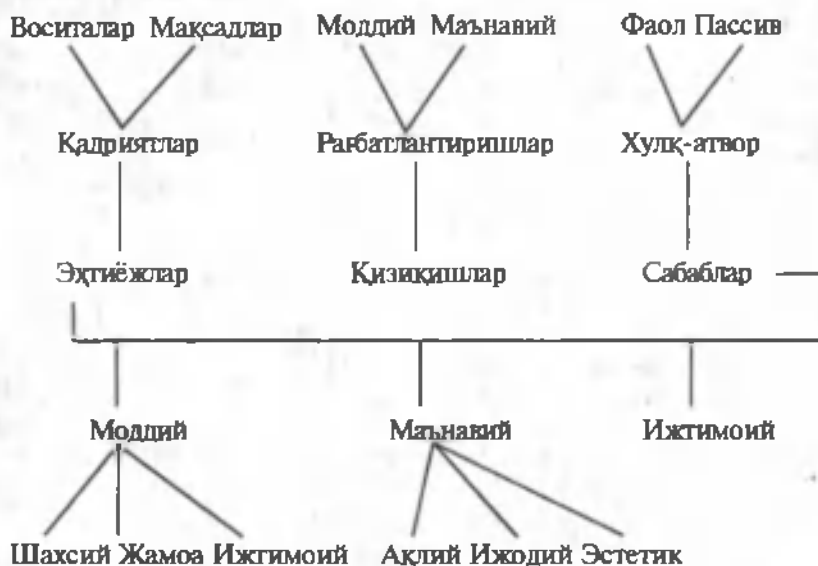 Воситалар Мақсадлар Моддий Маънавий Фаол Пассив
Қадриятлар Рағбатлантиришлар Хулқ-атвор
Эҳтиёжлар Қизиқишлар Сабаблар
Моддий Маънавий Ижтимоий
Шахсий Жамоа Ижтимоий Ақлий Ижодий Эстетик